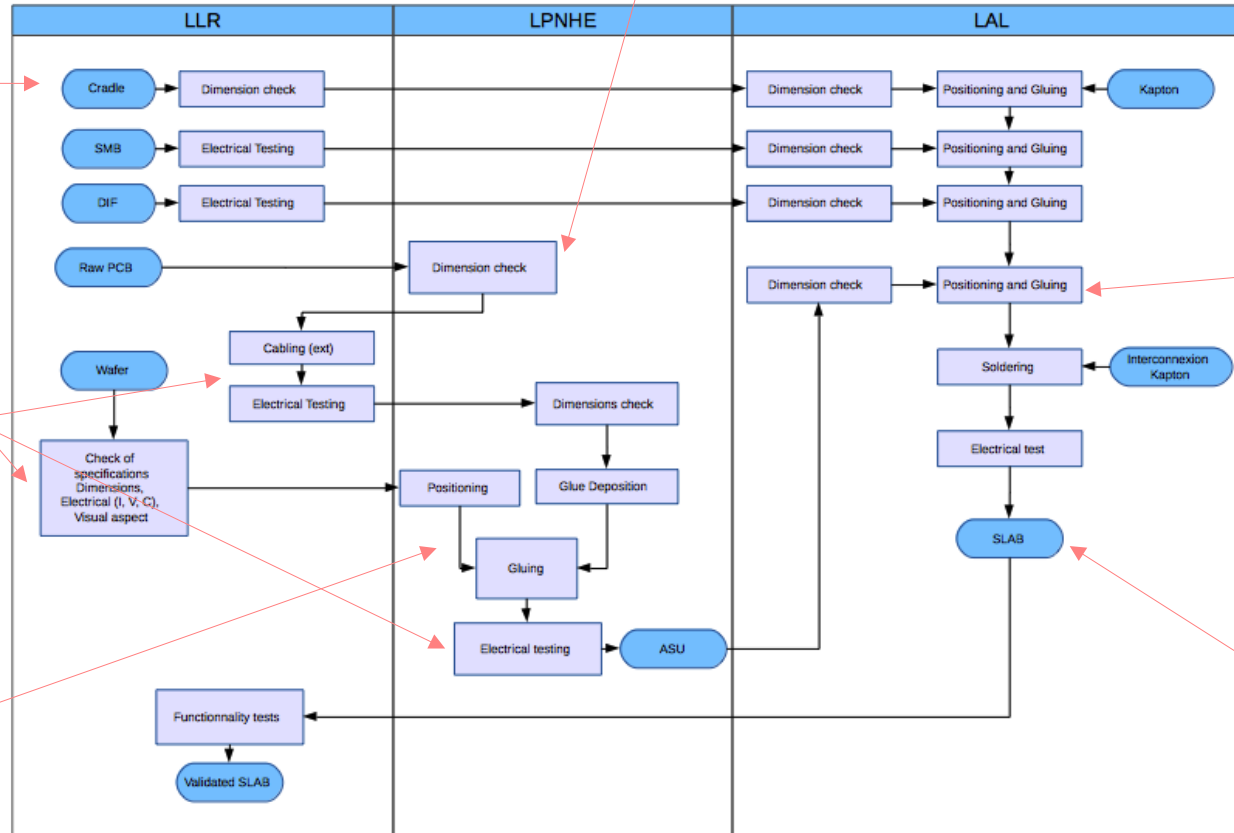 LLR
LPNHE
LAL
Cradle
Dimension check
Dimension check
Positioning and Gluing
Kapton
SMB
Electrical Testing
Dimension check
Positioning and Gluing
DIF
Electrical Testing
Dimension check
Positioning and Gluing
Raw PCB
Dimension check
Dimension check
Positioning and Gluing
Cabling (ext)
Wafer
Soldering
Interconnexion
Kapton
Electrical Testing
Dimensions check
Check of
specifications
Dimensions,
Electrical (I, V, C),
Visual aspect
Positioning
Glue Deposition
Electrical test
Gluing
SLAB
Electrical testing
ASU
Functionnality tests
Validated SLAB